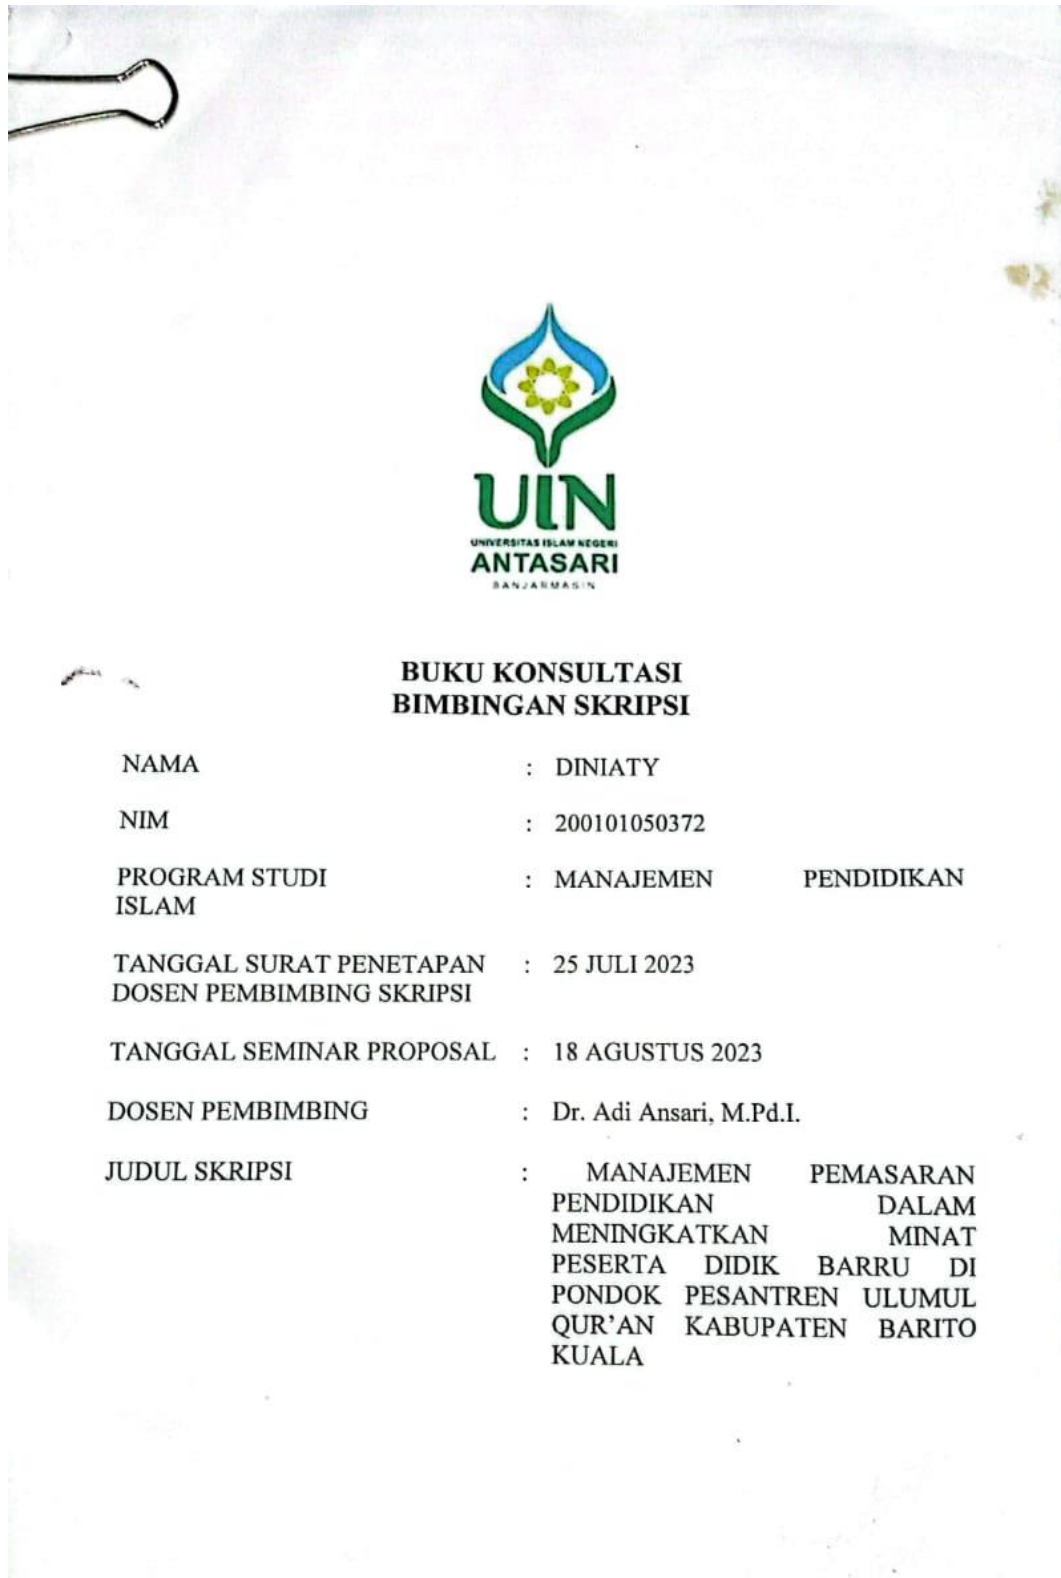 UIN
UNIVERSITAS ISLAM NEGERI
ANTASARI
BANJARMASIN
BUKU KONSULTASI
BIMBINGAN SKRIPSI
NAMA : DINIATY
NIM : 200101050372
PROGRAM STUDI : MANAJEMEN PENDIDIKAN
ISLAM
TANGGAL SURAT PENETAPAN : 25 JULI 2023
DOSEN PEMBIMBING SKRIPSI
TANGGAL SEMINAR PROPOSAL : 18 AGUSTUS 2023
DOSEN PEMBIMBING : Dr. Adi Ansari, M.Pd.I.
JUDUL SKRIPSI : MANAJEMEN PEMASARAN
PENDIDIKAN DALAM
MENINGKATKAN MINAT
PESERTA DIDIK BARRU DI
PONDOK PESANTREN ULUMUL
QUR'AN KABUPATEN BARITO
KUALA